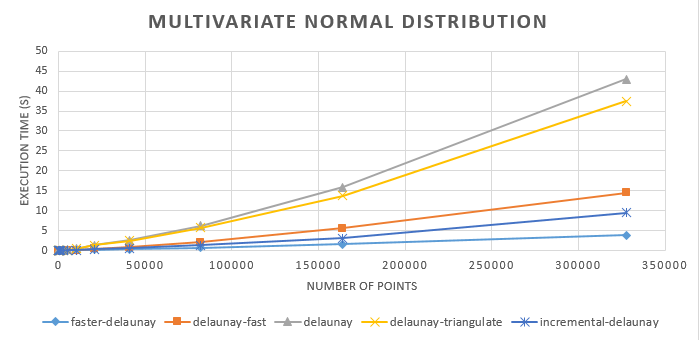 MULTIVARIATE NORMAL DISTRIBUTION
50
45
40
35
30
25
20
15
10
5
0
EXECUTION TIME (S)
0 50000 100000 150000 200000 250000 300000 350000
NUMBER OF POINTS
faster-delaunay delaunay-fast delaunay delaunay-triangulate incremental-delaunay